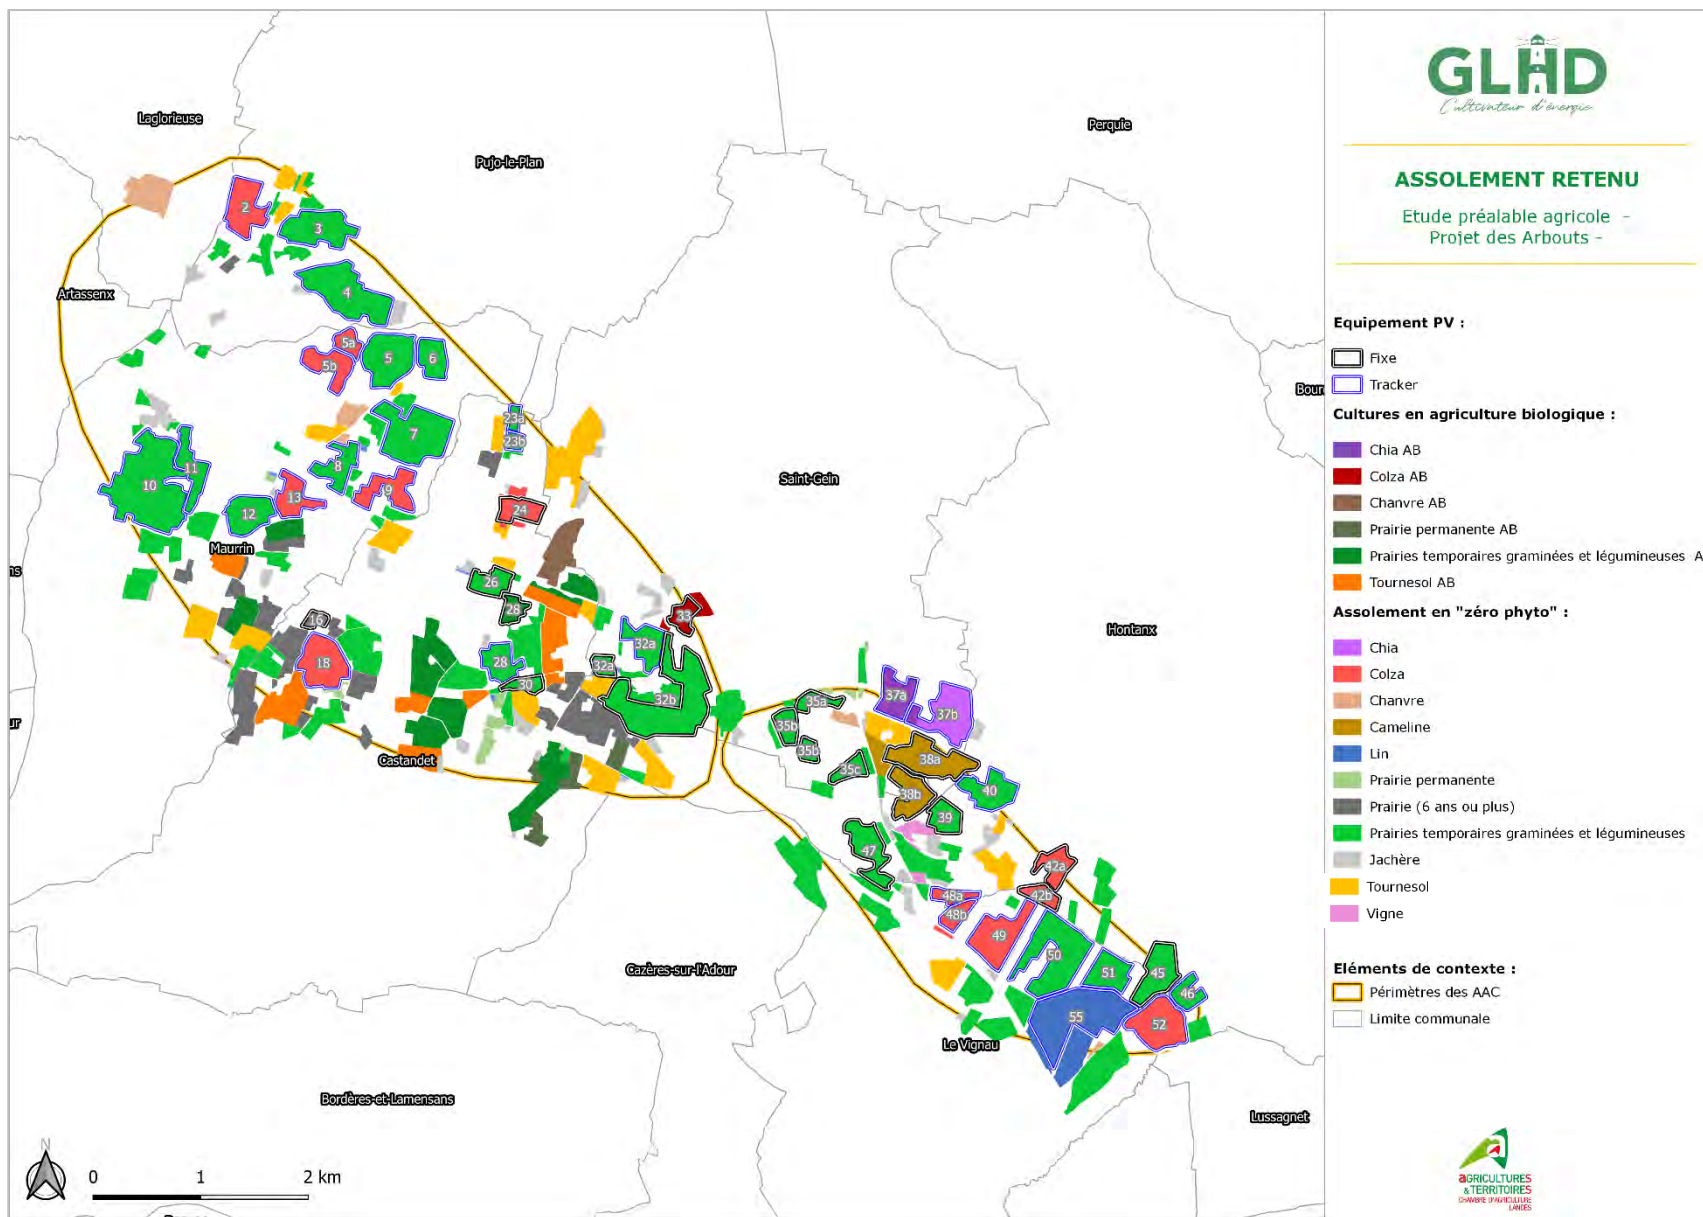 Laglorieuse
Pujo-le-Plan
Perquie
2
3
Artassenx
4
5a
5
6
5b
Bour
23a
7
23b
8
Saint-Gein
11
10
9
13
24
12
Maurrin
ns
26
28
33
16
Hontanx
32a
18
28
32a
30
37a
32b
35a
37b
ur
35b
35b
Castandet
38a
35c
40
38b
39
47
42a
48a
42b
48b
49
50
Cazères-sur-l'Adour
51
45
46
55
52
Le Vignau
Bordères-et-Lamensans
Lussagnet
N
0
1
2 km
GLHD
Cultivateur d'énergie
ASSOLEMENT RETENU
Etude préalable agricole -
Projet des Arbouts -
Equipement PV :
Fixe
Tracker
Cultures en agriculture biologique :
Chia AB
Colza AB
Chanvre AB
Prairie permanente AB
Prairies temporaires graminées et légumineuses A
Tournesol AB
Assolement en "zéro phyto" :
Chia
Colza
Chanvre
Cameline
Lin
Prairie permanente
Prairie (6 ans ou plus)
Prairies temporaires graminées et légumineuses
Jachère
Tournesol
Vigne
Eléments de contexte :
Périmètres des AAC
Limite communale
AGRICULTURES
& TERRITOIRES
CHAMBRE D'AGRICULTURE
LANDES